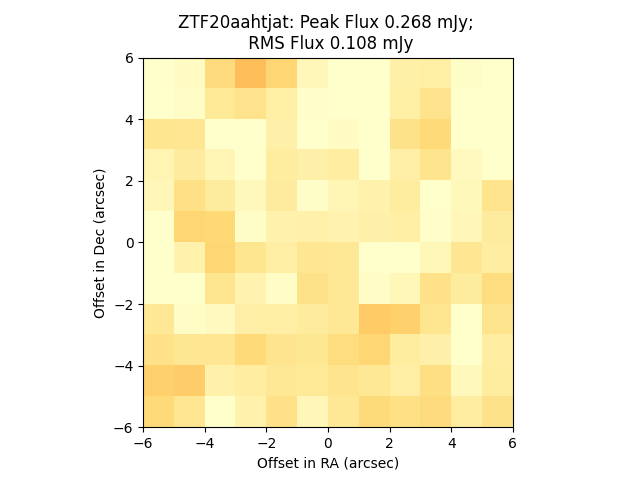 ZTF20aahtjat: Peak Flux 0.268 mJy;
RMS Flux 0.108 mJy
6
4
2
0
−2
−4
−6
Offset in Dec (arcsec)
−6 −4 −2 0 2 4 6
Offset in RA (arcsec)